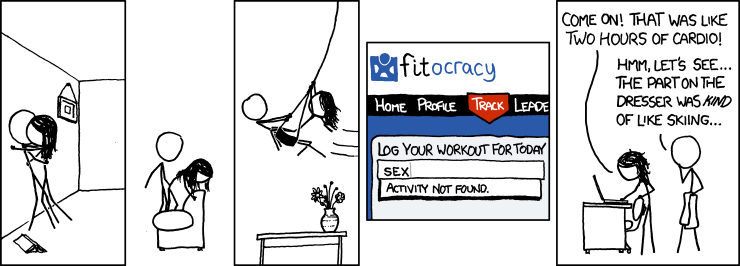 fitocracy
HOME PROFILE TRACK LEADE
LOG YOUR WORKOUT FOR TODAY
SEX
ACTIVITY NOT FOUND.
COME ON! THAT WAS LIKE
TWO HOURS OF CARDIO!
HMM, LET'S SEE...
THE PART ON THE
DRESSER WAS KIND
OF LIKE SKIING...